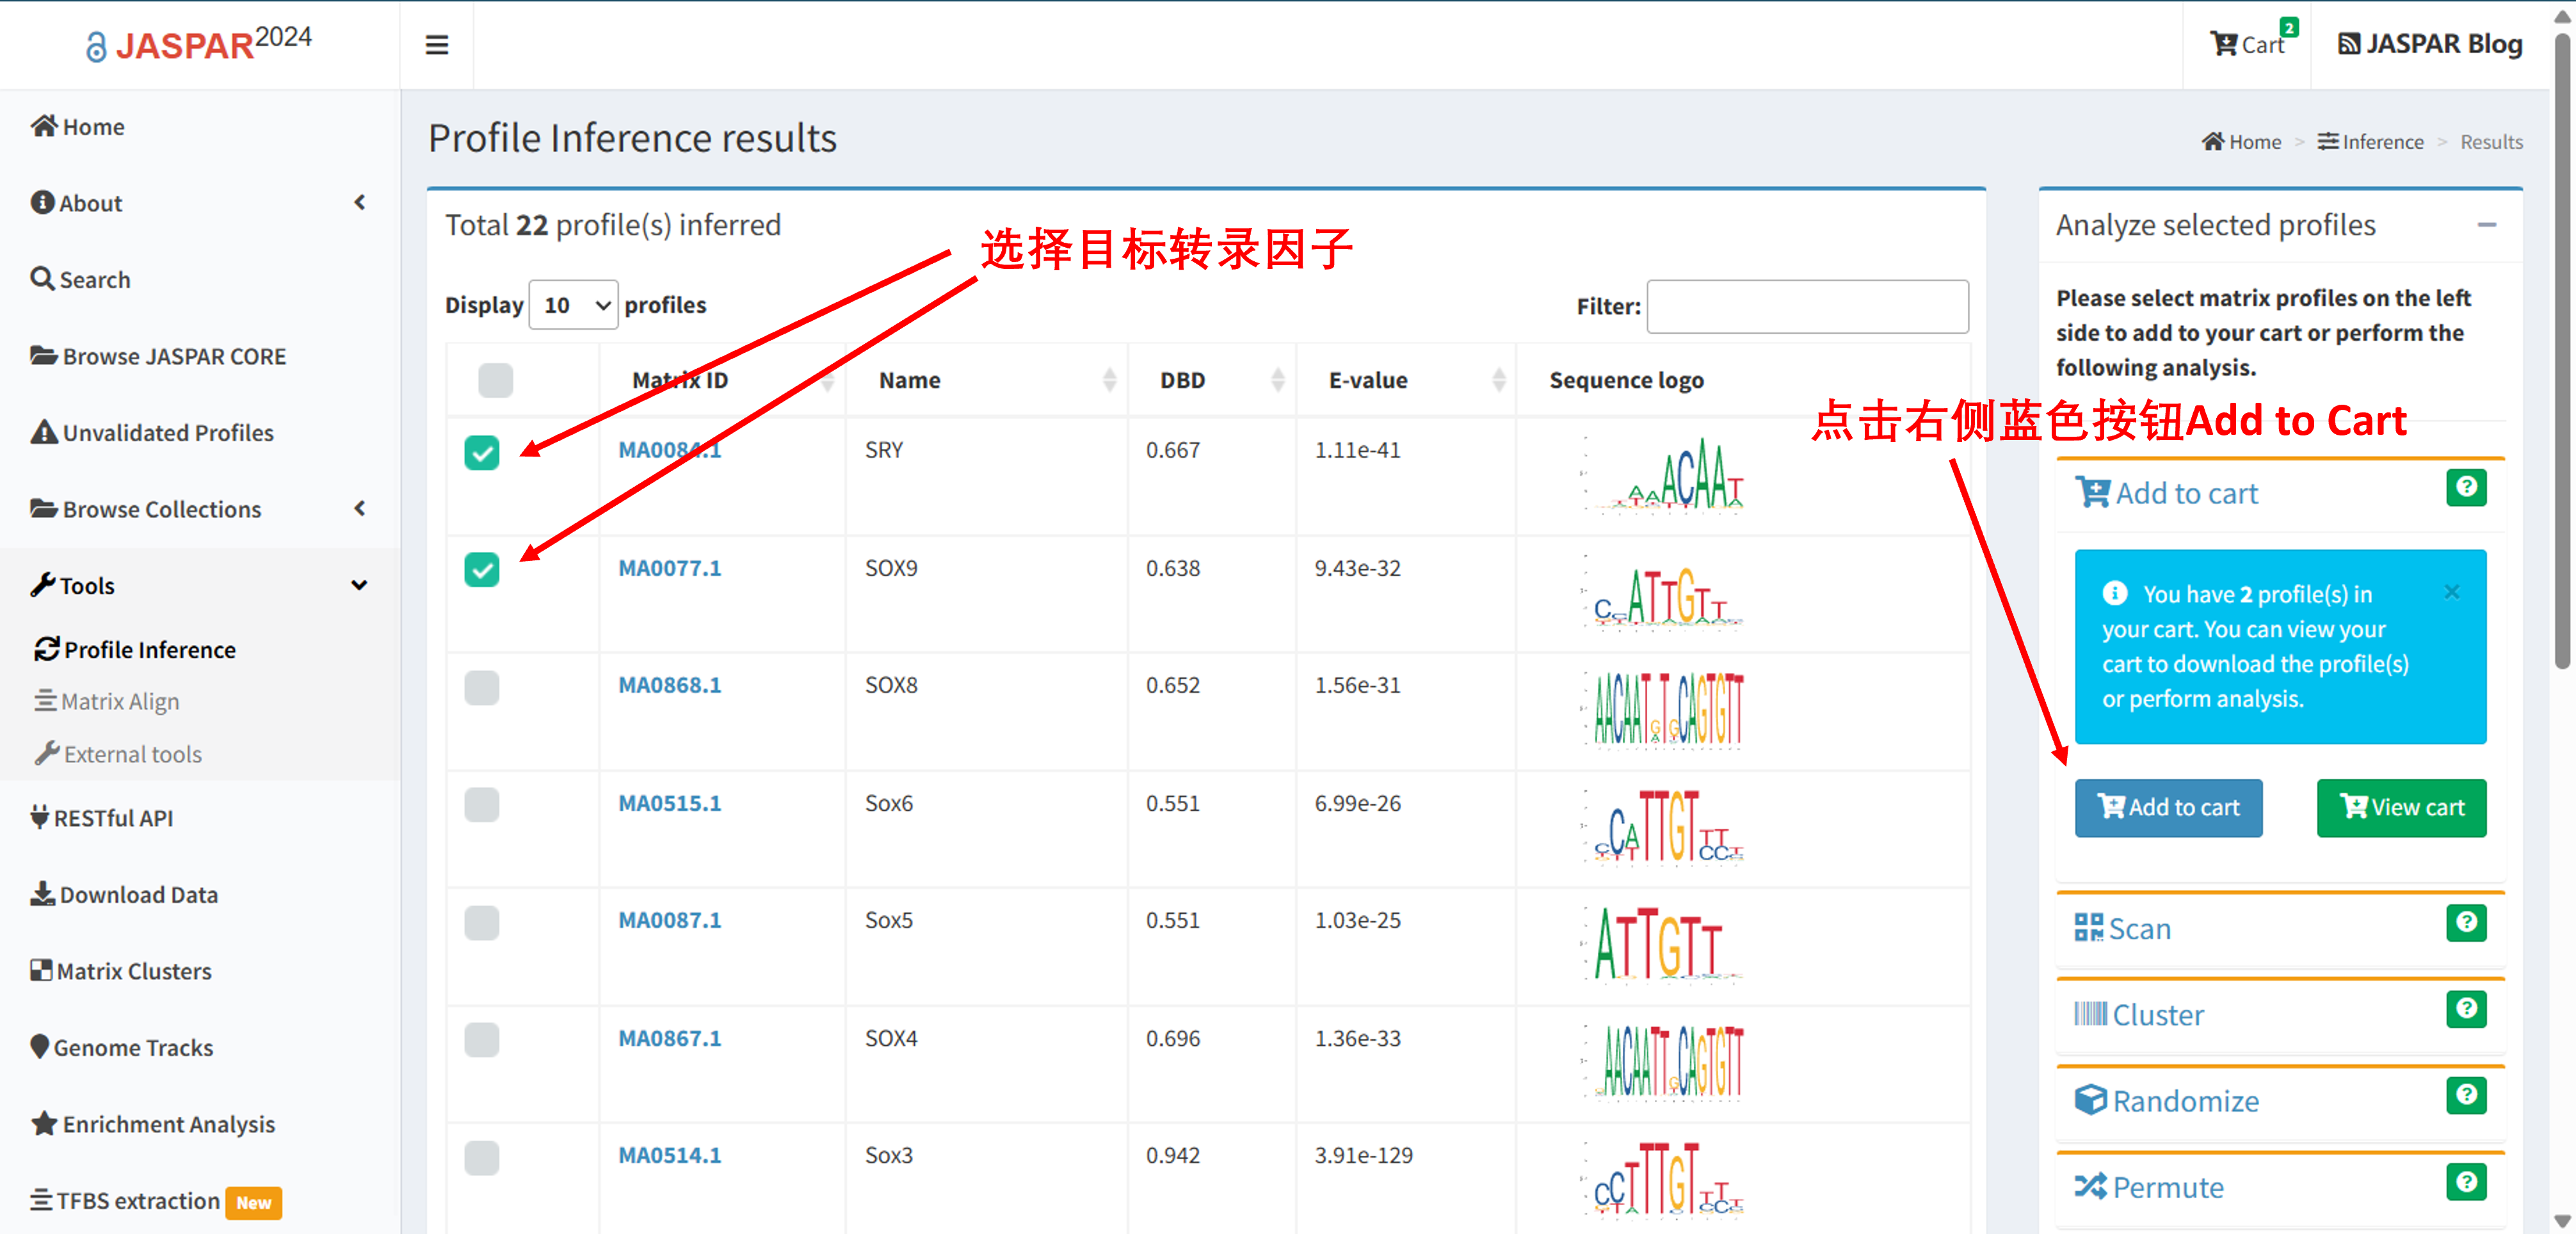 JASPAR2024
Cart 2
JASPAR Blog
Home
About
Search
Browse JASPAR CORE
Unvalidated Profiles
Browse Collections
Tools
Profile Inference
Matrix Align
External tools
RESTful API
Download Data
Matrix Clusters
Genome Tracks
Enrichment Analysis
TFBS extraction New
Profile Inference results
Home > Inference > Results
Total 22 profile(s) inferred
选择目标转录因子
Display 10 profiles
Filter:
Matrix ID Name DBD E-value Sequence logo
MA0084.1 SRY 0.667 1.11e-41
MA0077.1 SOX9 0.638 9.43e-32
MA0868.1 SOX8 0.652 1.56e-31
MA0515.1 Sox6 0.551 6.99e-26
MA0087.1 Sox5 0.551 1.03e-25
MA0867.1 SOX4 0.696 1.36e-33
MA0514.1 Sox3 0.942 3.91e-129
Analyze selected profiles
Please select matrix profiles on the left
side to add to your cart or perform the
following analysis.
点击右侧蓝色按钮Add to Cart
Add to cart
You have 2 profile(s) in
your cart. You can view your
cart to download the profile(s)
or perform analysis.
Add to cart
View cart
Scan
Cluster
Randomize
Permute